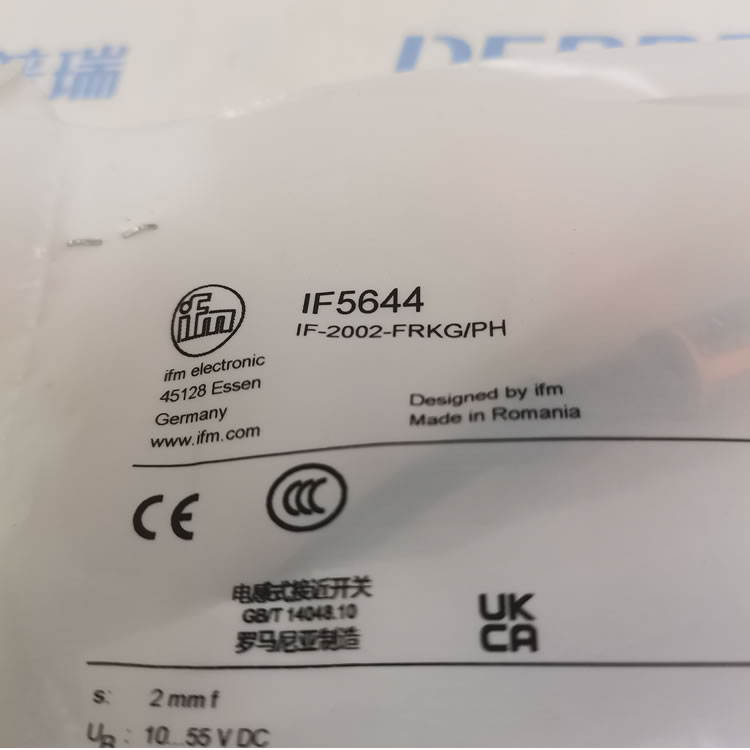 普瑞
ifm
IF5644
IF-2002-FRKG/PH
ifm electronic
45128 Essen
Germany
www.ifm.com
Designed by ifm
Made in Romania
CE
CCC
电感式接近开关
GB/T 14048.10
罗马尼亚制造
UK
CA
s: 2 mm f
UB : 10...55 V DC